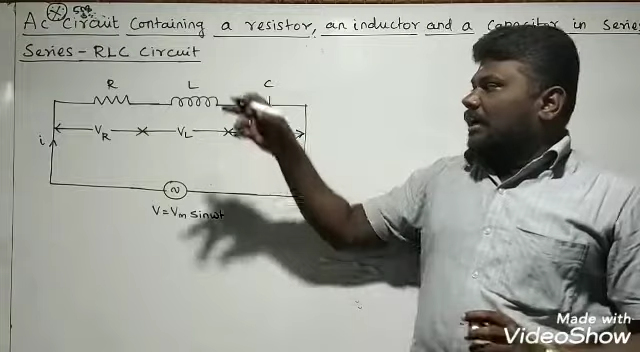 Ac Circuit Containing a resistor, an inductor and a Capacitor in Serie
Series - RLC Circuit
R L C
i
VR VL
V = Vm sinωt
Made with
VideoShow